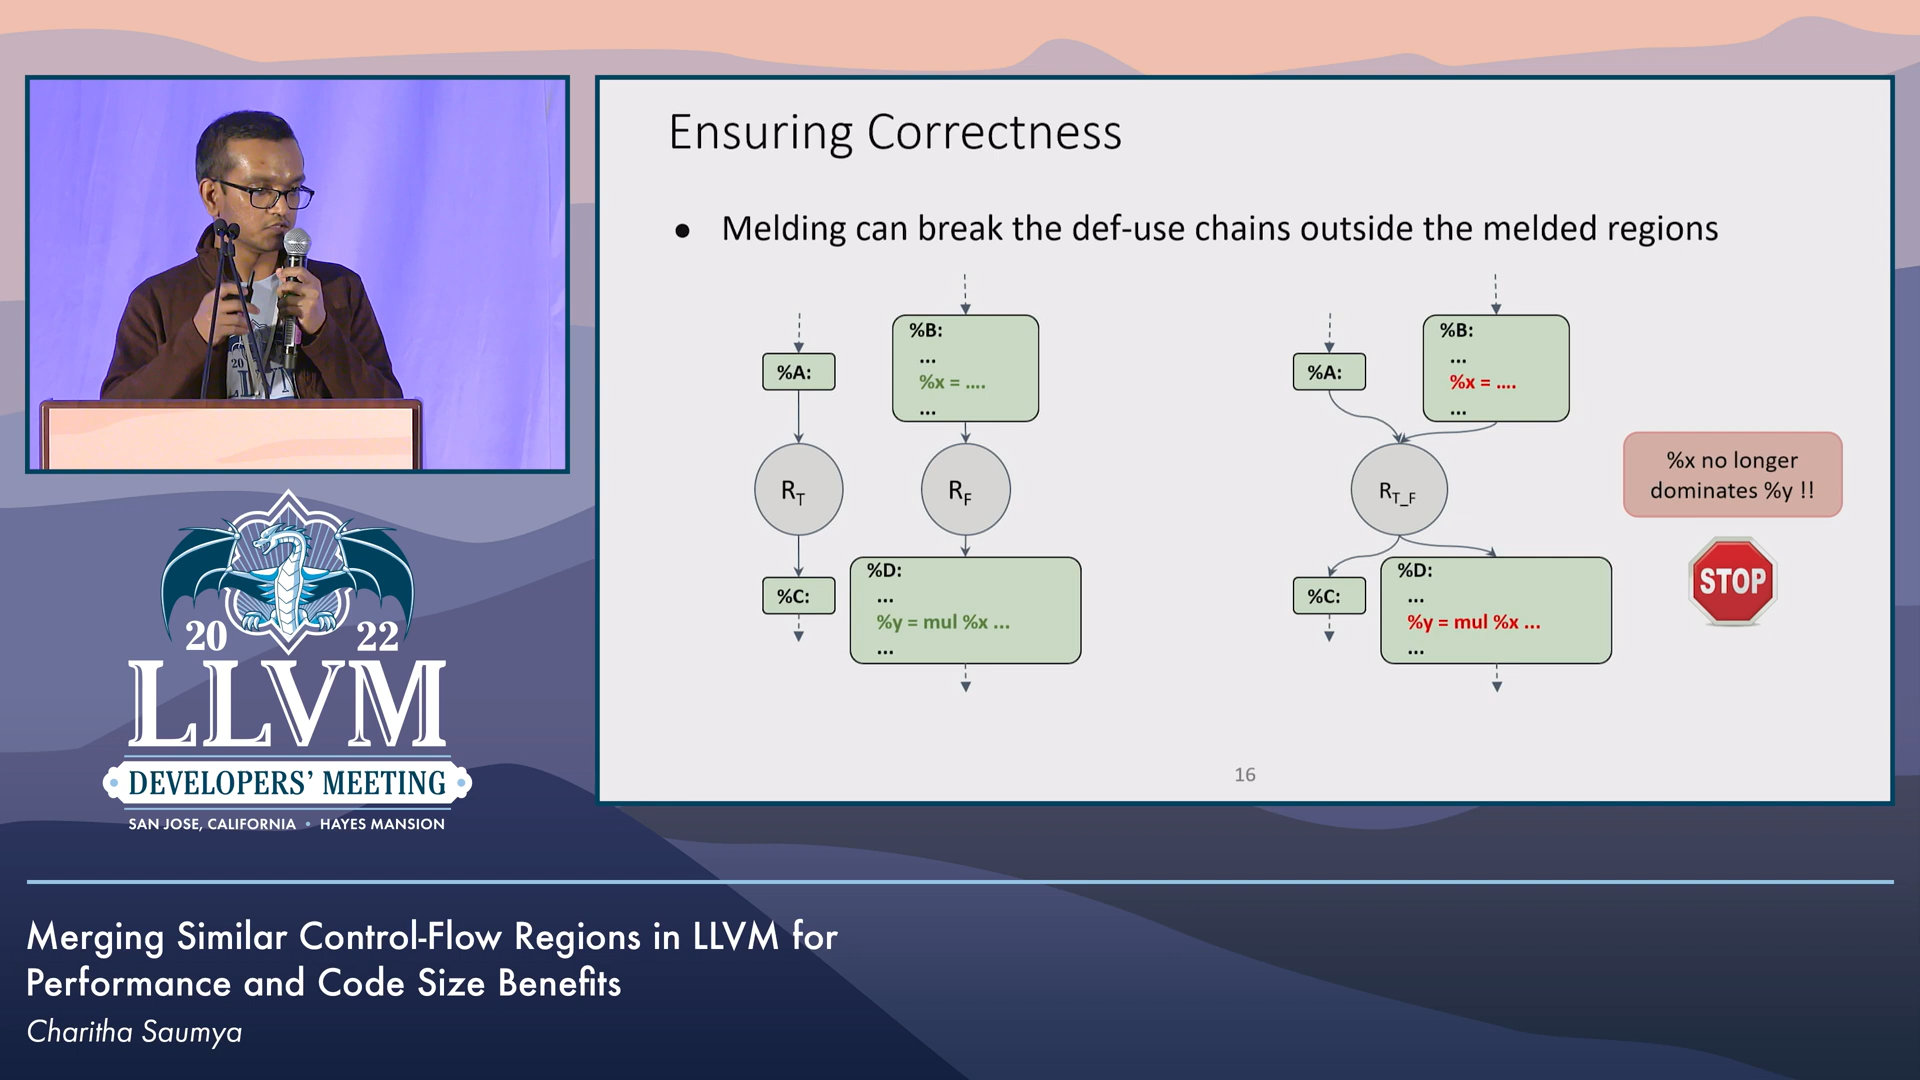 Ensuring Correctness
● Melding can break the def-use chains outside the melded regions
%A:
%B:
...
%x = ....
...
R_T
R_F
%C:
%D:
...
%y = mul %x ...
...
%A:
%B:
...
%x = ....
...
R_T_F
%C:
%D:
...
%y = mul %x ...
...
%x no longer
dominates %y !!
STOP
16
20 22
LLVM
DEVELOPERS' MEETING
SAN JOSE, CALIFORNIA • HAYES MANSION
Merging Similar Control-Flow Regions in LLVM for
Performance and Code Size Benefits
Charitha Saumya